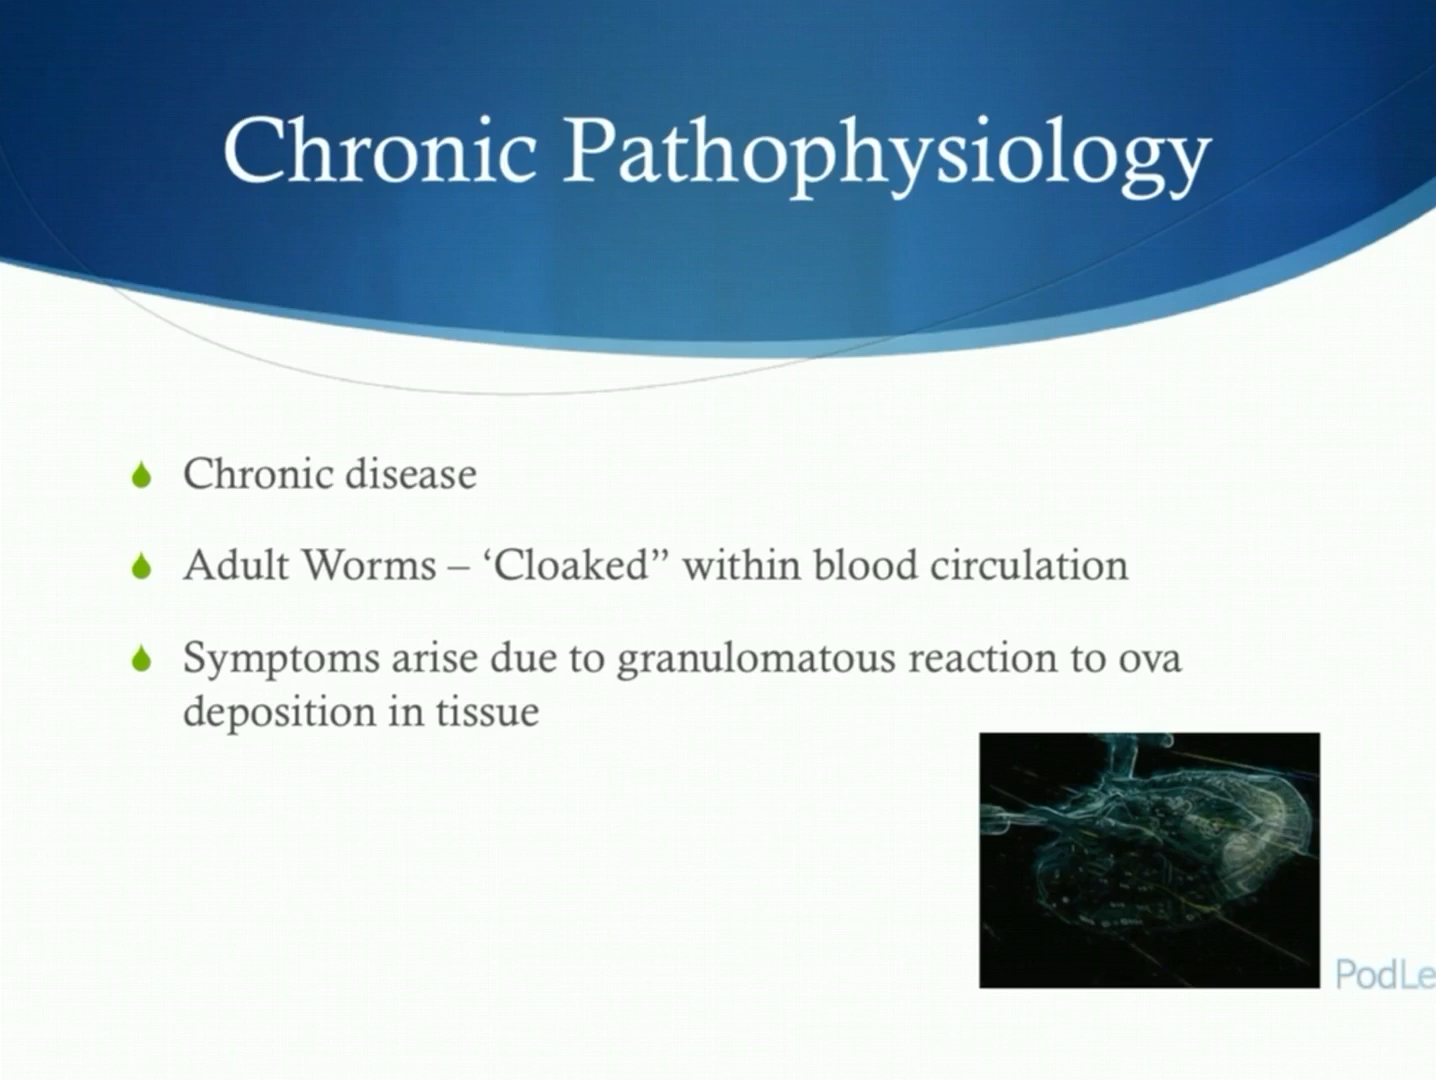 Chronic Pathophysiology
Chronic disease
Adult Worms – ‘Cloaked” within blood circulation
Symptoms arise due to granulomatous reaction to ova
deposition in tissue
PodLe